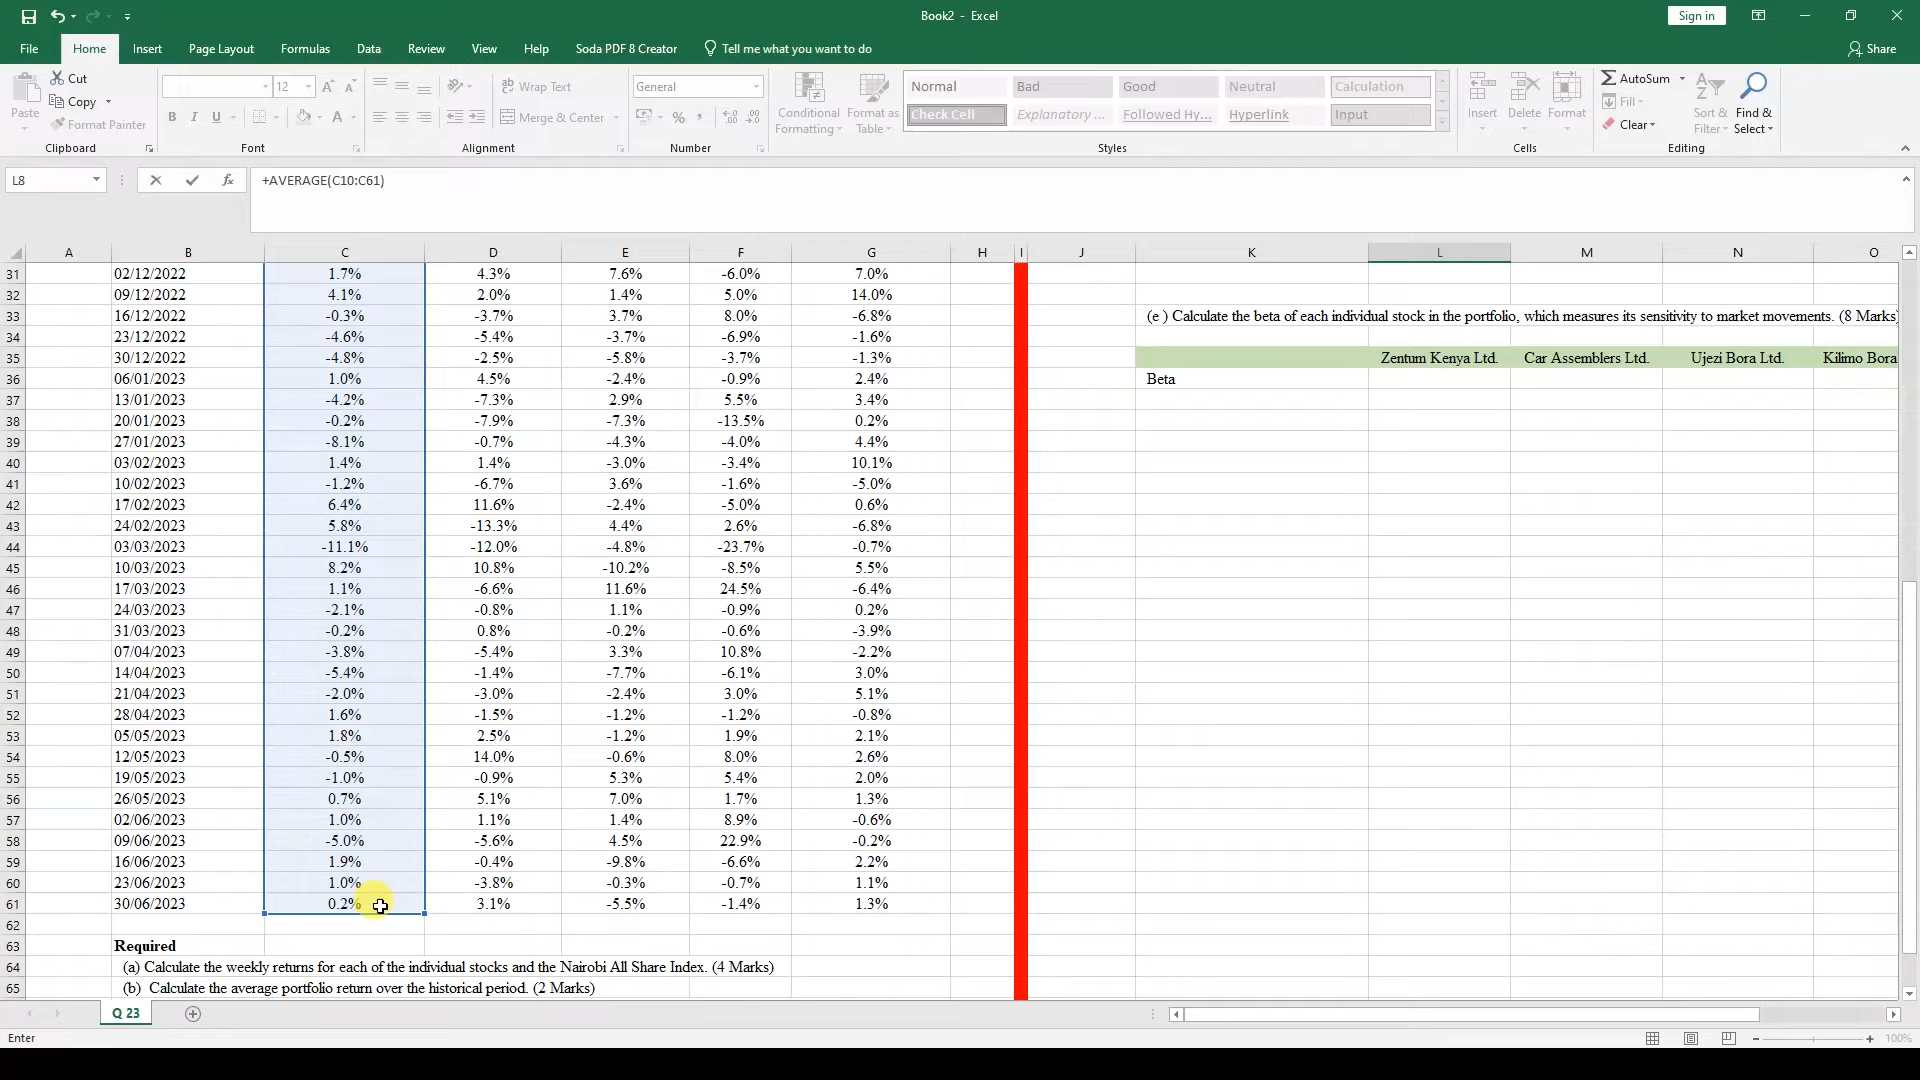 Book2 - Excel
Sign in
File Home Insert Page Layout Formulas Data Review View Help Soda PDF 8 Creator Tell me what you want to do Share
Paste Cut Copy Format Painter
12
Wrap Text
Merge & Center
General
Conditional Formatting
Format as Table
Normal Bad Good Neutral Calculation
Check Cell Explanatory ... Followed Hy... Hyperlink Input
Insert Delete Format
AutoSum
Fill
Clear
Sort & Filter
Find & Select
Clipboard Font Alignment Number Styles Cells Editing
L8 fx +AVERAGE(C10:C61)
A B C D E F G H I J K L M N O
31 02/12/2022 1.7% 4.3% 7.6% -6.0% 7.0%
32 09/12/2022 4.1% 2.0% 1.4% 5.0% 14.0%
33 16/12/2022 -0.3% -3.7% 3.7% 8.0% -6.8% (e ) Calculate the beta of each individual stock in the portfolio, which measures its sensitivity to market movements. (8 Marks)
34 23/12/2022 -4.6% -5.4% -3.7% -6.9% -1.6%
35 30/12/2022 -4.8% -2.5% -5.8% -3.7% -1.3% Zentum Kenya Ltd. Car Assemblers Ltd. Ujezi Bora Ltd. Kilimo Bora
36 06/01/2023 1.0% 4.5% -2.4% -0.9% 2.4% Beta
37 13/01/2023 -4.2% -7.3% 2.9% 5.5% 3.4%
38 20/01/2023 -0.2% -7.9% -7.3% -13.5% 0.2%
39 27/01/2023 -8.1% -0.7% -4.3% -4.0% 4.4%
40 03/02/2023 1.4% 1.4% -3.0% -3.4% 10.1%
41 10/02/2023 -1.2% -6.7% 3.6% -1.6% -5.0%
42 17/02/2023 6.4% 11.6% -2.4% -5.0% 0.6%
43 24/02/2023 5.8% -13.3% 4.4% 2.6% -6.8%
44 03/03/2023 -11.1% -12.0% -4.8% -23.7% -0.7%
45 10/03/2023 8.2% 10.8% -10.2% -8.5% 5.5%
46 17/03/2023 1.1% -6.6% 11.6% 24.5% -6.4%
47 24/03/2023 -2.1% -0.8% 1.1% -0.9% 0.2%
48 31/03/2023 -0.2% 0.8% -0.2% -0.6% -3.9%
49 07/04/2023 -3.8% -5.4% 3.3% 10.8% -2.2%
50 14/04/2023 -5.4% -1.4% -7.7% -6.1% 3.0%
51 21/04/2023 -2.0% -3.0% -2.4% 3.0% 5.1%
52 28/04/2023 1.6% -1.5% -1.2% -1.2% -0.8%
53 05/05/2023 1.8% 2.5% -1.2% 1.9% 2.1%
54 12/05/2023 -0.5% 14.0% -0.6% 8.0% 2.6%
55 19/05/2023 -1.0% -0.9% 5.3% 5.4% 2.0%
56 26/05/2023 0.7% 5.1% 7.0% 1.7% 1.3%
57 02/06/2023 1.0% 1.1% 1.4% 8.9% -0.6%
58 09/06/2023 -5.0% -5.6% 4.5% 22.9% -0.2%
59 16/06/2023 1.9% -0.4% -9.8% -6.6% 2.2%
60 23/06/2023 1.0% -3.8% -0.3% -0.7% 1.1%
61 30/06/2023 0.2% 3.1% -5.5% -1.4% 1.3%
62
63 Required
64 (a) Calculate the weekly returns for each of the individual stocks and the Nairobi All Share Index. (4 Marks)
65 (b) Calculate the average portfolio return over the historical period. (2 Marks)
Q 23
Enter
100%